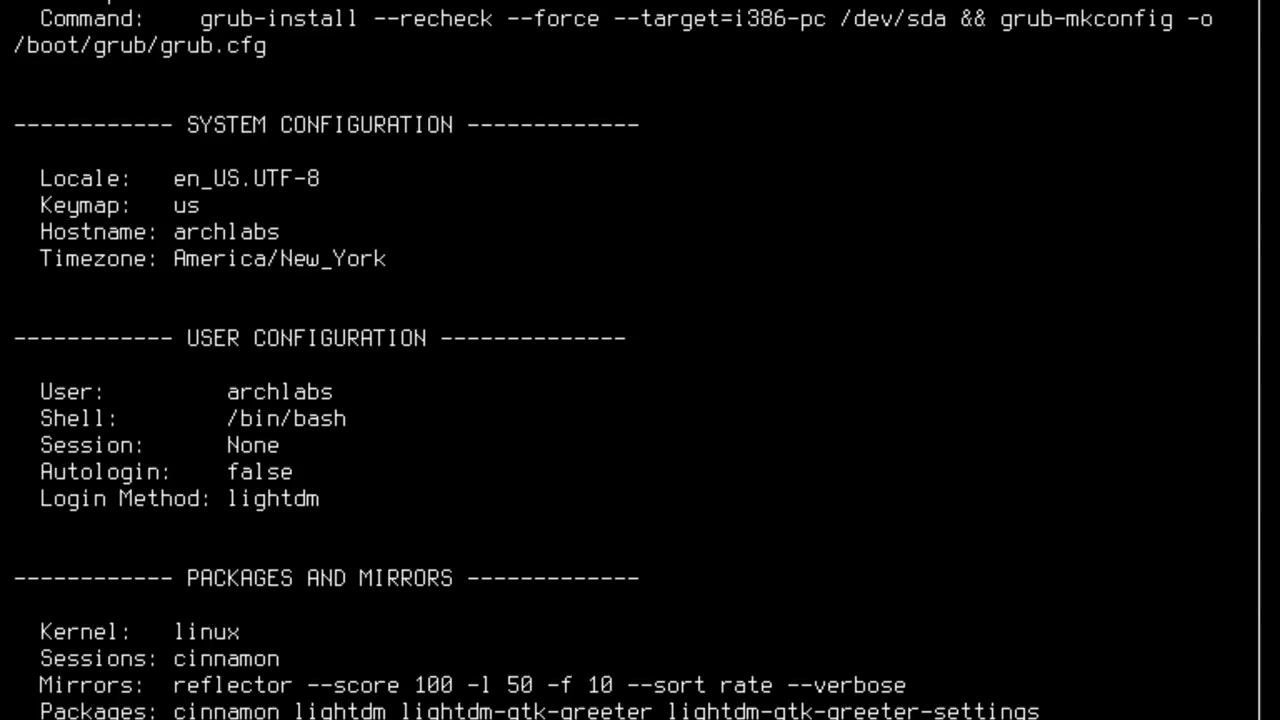 Command:    grub-install --recheck --force --target=i386-pc /dev/sda && grub-mkconfig -o
/boot/grub/grub.cfg
------------ SYSTEM CONFIGURATION -------------
Locale:   en_US.UTF-8
Keymap:   us
Hostname: archlabs
Timezone: America/New_York
------------ USER CONFIGURATION --------------
User:         archlabs
Shell:        /bin/bash
Session:      None
Autologin:    false
Login Method: lightdm
------------ PACKAGES AND MIRRORS -------------
Kernel:   linux
Sessions: cinnamon
Mirrors:  reflector --score 100 -l 50 -f 10 --sort rate --verbose
Packages: cinnamon lightdm lightdm-gtk-greeter lightdm-gtk-greeter-settings